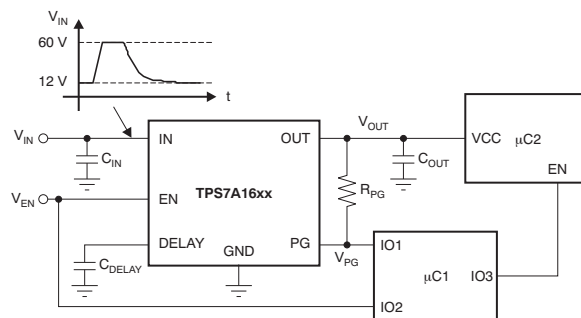 V_IN
60 V
12 V
t
V_IN
C_IN
IN
OUT
V_OUT
VCC
µC2
C_OUT
EN
TPS7A16xx
R_PG
V_EN
EN
DELAY
GND
PG
V_PG
C_DELAY
IO1
µC1
IO3
IO2